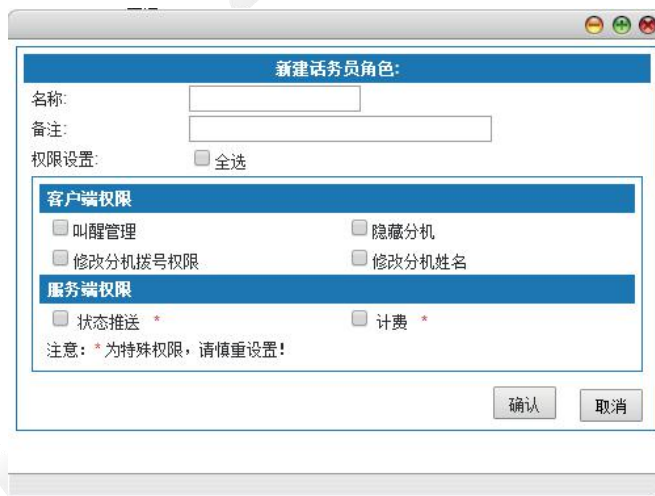 新建话务员角色:
名称:
备注:
权限设置: 全选
客户端权限
叫醒管理 隐藏分机
修改分机拨号权限 修改分机姓名
服务端权限
状态推送 * 计费 *
注意: * 为特殊权限，请慎重设置!
确认 取消